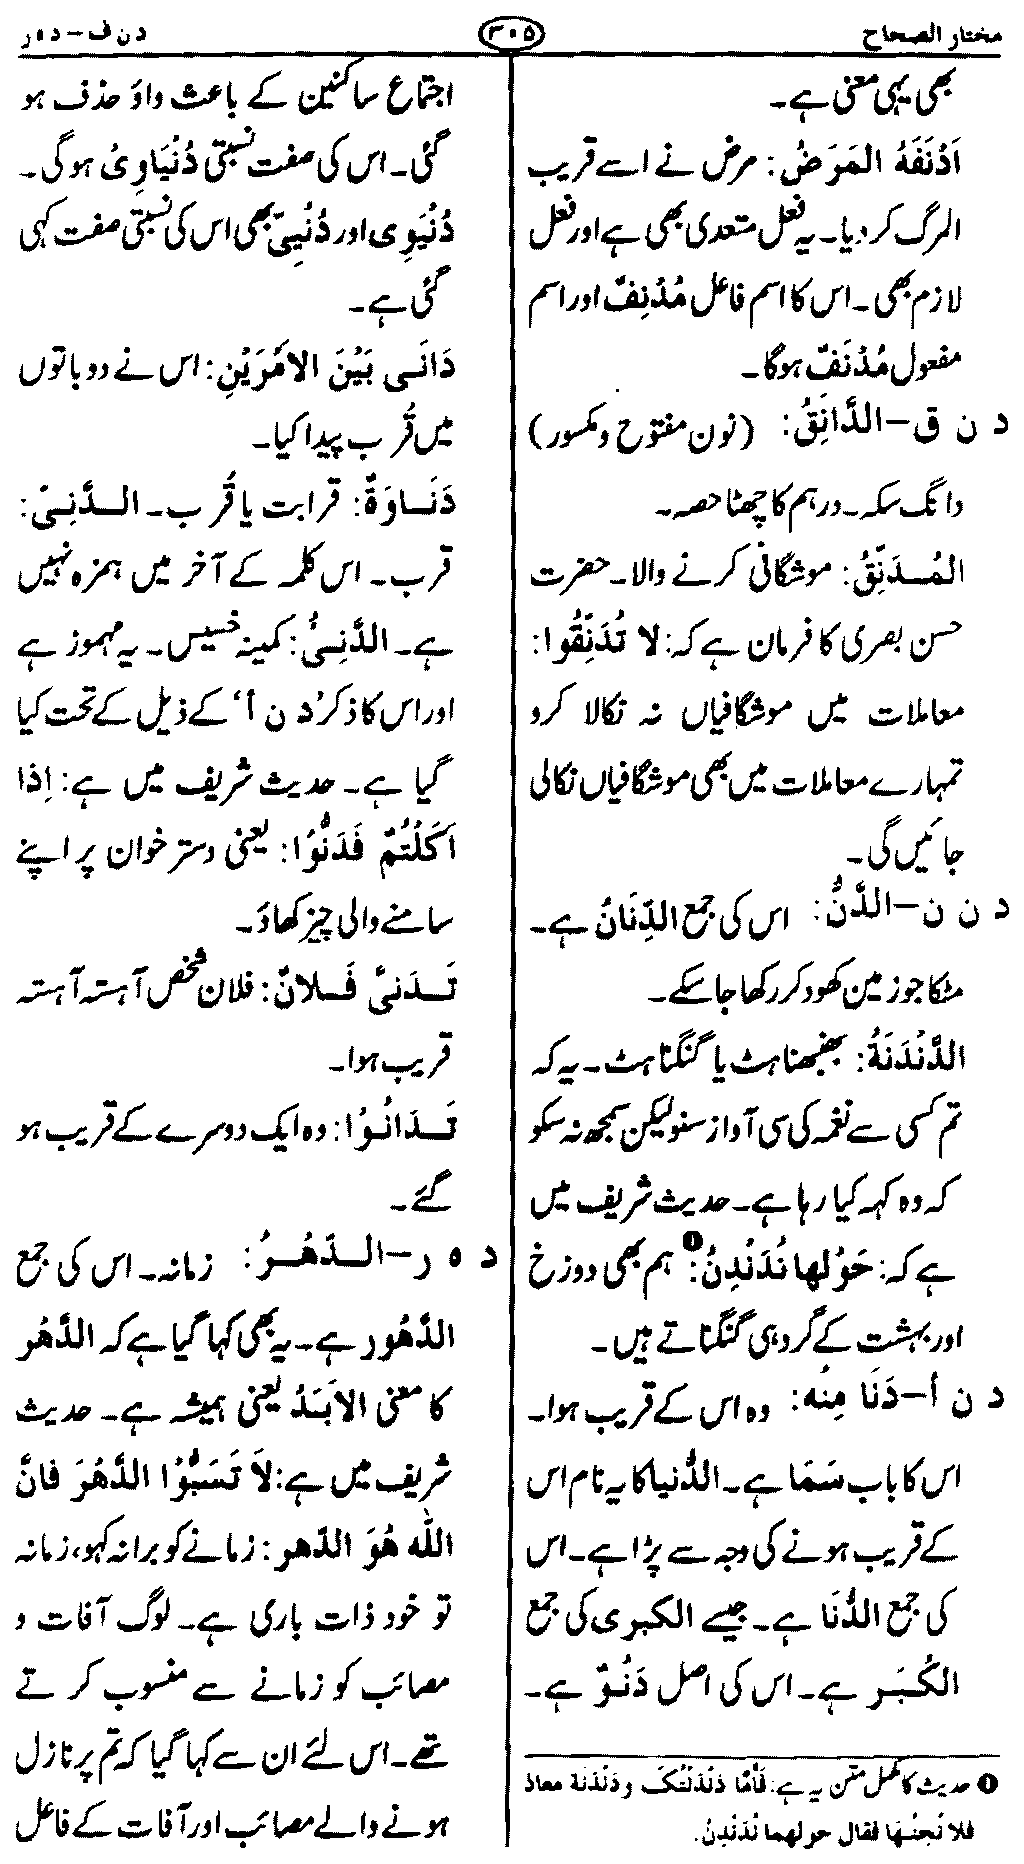 مختار الصحاح
۳۰۵
د ن ف – د ہ ر
بھی یہی معنی ہے۔
اَدْنَفَهُ المَرَضُ: مرض نے اسے قریب
المرگ کر دیا۔ یہ فعل متعدی بھی ہے اور فعل
لازم بھی۔ اس کا اسم فاعل مُدْنِفٌ اور اسم
مفعول مُدْنَفٌ ہوگا۔
د ن ق – الدَّانِقُ: (نون مفتوح و مکسور)
دانگ سکہ۔ درہم کا چھٹا حصہ۔
المُدَنِّقُ: موشگافی کرنے والا۔ حضرت
حسن بصری کا فرمان ہے کہ: لا تُدَنِّقُوا:
معاملات میں موشگافیاں نہ نکالا کرو
تمہارے معاملات میں بھی موشگافیاں نکالی
جائیں گی۔
د ن ن – الدَّنُّ: اس کی جمع الدِّنَانُ ہے۔
مٹکا جو زمین کھود کر رکھا جا سکے۔
الدَّنْدَنَةُ: بھنبھناہٹ یا گنگناہٹ۔ یہ کہ
تم کسی سے نغمہ کی سی آواز سنو لیکن سمجھ نہ سکو
کہ وہ کہہ کیا رہا ہے۔ حدیث شریف میں
ہے کہ: حَوْلها نُدَنْدِنُ:❶ ہم بھی دوزخ
اور بہشت کے گرد ہی گنگناتے ہیں۔
د ن أ – دَنَا مِنْه: وہ اس کے قریب ہوا۔
اس کا باب سَمَا ہے۔ الدُّنیا کا یہ نام اس
کے قریب ہونے کی وجہ سے پڑا ہے۔ اس
کی جمع الدُّنَا ہے۔ جیسے الکبری کی جمع
الکُبَر ہے۔ اس کی اصل دَنُوٌ ہے۔
❶ حدیث کا مکمل متن یہ ہے: فَأَمَّا دَنْدَنَتُکَ و دَنْدَنَة معاذ
فلا نُحِنْهَا فقال حولهما نُدَنْدِنُ.
اجتماع ساکنین کے باعث واؤ حذف ہو
گئی۔ اس کی صفت نسبتی دُنْیَاوِیُ ہوگی۔
دُنْیَوِی اور دُنْیِیّ بھی اس کی نسبتی صفت کہی
گئی ہے۔
دَانَی بَیْنَ الامْرَیْنِ: اس نے دو باتوں
میں قُرب پیدا کیا۔
دَنَاوَةٌ: قرابت یا قُرب۔ الدَّنِیُّ:
قرب۔ اس کلمہ کے آخر میں ہمزہ نہیں
ہے۔ الدَّنِیُٔ: کمینہ خسیس۔ یہ مہموز ہے
اور اس کا ذکر 'د ن أ' کے ذیل کے تحت کیا
گیا ہے۔ حدیث شریف میں ہے: اِذا
اَکَلْتُمْ فَدَنُّوْا: یعنی دستر خوان پر اپنے
سامنے والی چیز کھاؤ۔
تَدَنیّٰ فَلانٌ: فلان شخص آہستہ آہستہ
قریب ہوا۔
تَدَانُوْا: وہ ایک دوسرے کے قریب ہو
گئے۔
د ہ ر – الدَّهْرُ: زمانہ۔ اس کی جمع
الدَّهُور ہے۔ یہ بھی کہا گیا ہے کہ الدَّهْر
کا معنی الابَدُ یعنی ہمیشہ ہے۔ حدیث
شریف میں ہے: لاَ تَسَبُّوْا الدَّهْرَ فانَّ
اللّٰه هُوَ الدَّهر: زمانے کو برا نہ کہو، زمانہ
تو خود ذات باری ہے۔ لوگ آفات و
مصائب کو زمانے سے منسوب کرتے
تھے۔ اس لئے ان سے کہا گیا کہ تم پر نازل
ہونے والے مصائب اور آفات کے فاعل